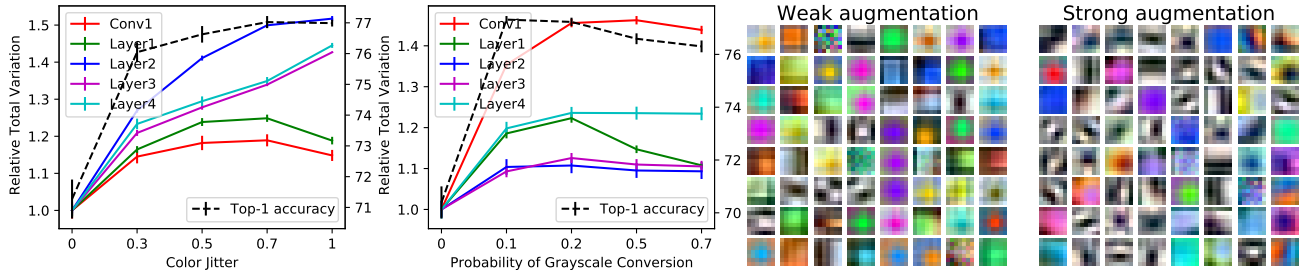 Relative Total Variation
1.5
1.4
1.3
1.2
1.1
1.0
Conv1
Layer1
Layer2
Layer3
Layer4
Top-1 accuracy
77
76
75
74
73
72
71
0
0.3
0.5
0.7
1
Color Jitter
Relative Total Variation
1.4
1.3
1.2
1.1
1.0
Conv1
Layer1
Layer2
Layer3
Layer4
Top-1 accuracy
76
74
72
70
0
0.1
0.2
0.5
0.7
Probability of Grayscale Conversion
Weak augmentation
Strong augmentation